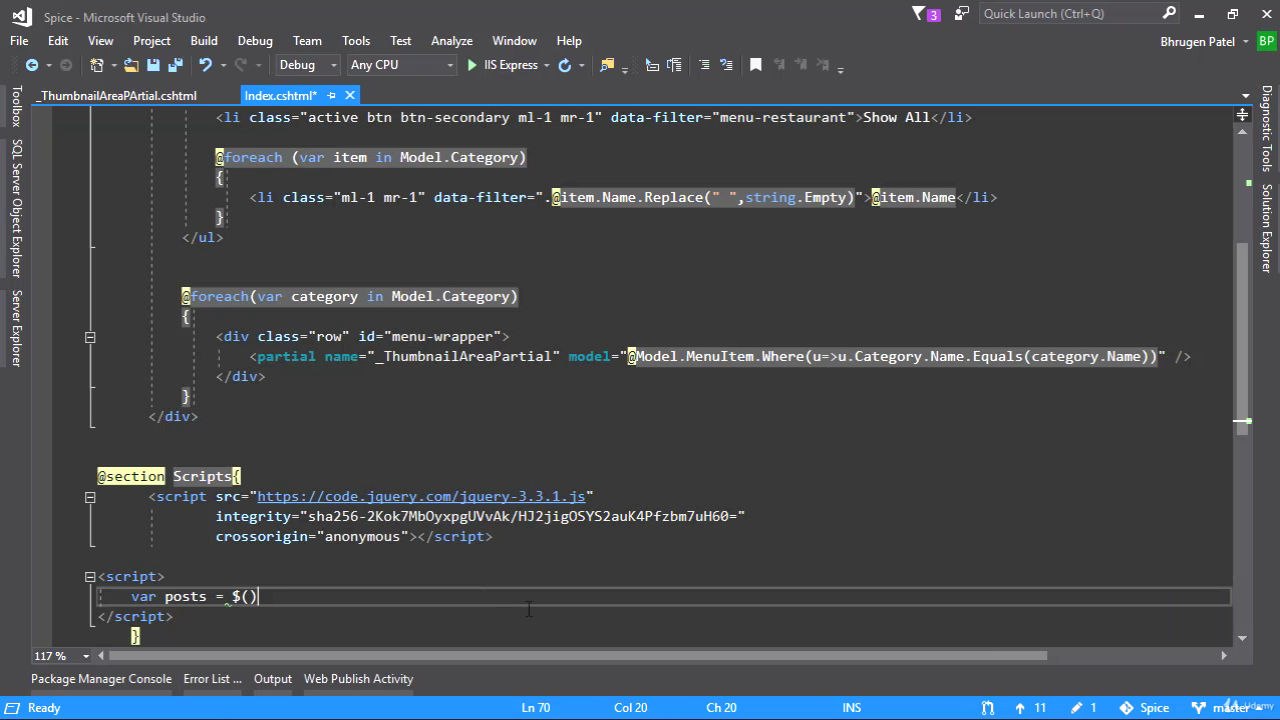 Spice - Microsoft Visual Studio
3
Quick Launch (Ctrl+Q)
File Edit View Project Build Debug Team Tools Test Analyze Window Help
Bhrugen Patel BP
Debug Any CPU IIS Express
_ThumbnailAreaPArtial.cshtml Index.cshtml*
Toolbox
SQL Server Object Explorer
Server Explorer
Diagnostic Tools
Solution Explorer
<li class="active btn btn-secondary ml-1 mr-1" data-filter="menu-restaurant">Show All</li>
@foreach (var item in Model.Category)
{
<li class="ml-1 mr-1" data-filter=".@item.Name.Replace(" ",string.Empty)">@item.Name</li>
}
</ul>
@foreach(var category in Model.Category)
{
<div class="row" id="menu-wrapper">
<partial name="_ThumbnailAreaPartial" model="@Model.MenuItem.Where(u=>u.Category.Name.Equals(category.Name))" />
</div>
}
</div>
@section Scripts{
<script src="https://code.jquery.com/jquery-3.3.1.js"
integrity="sha256-2Kok7MbOyxpgUVvAk/HJ2jigOSYS2auK4Pfzbm7uH60="
crossorigin="anonymous"></script>
<script>
var posts = $()
</script>
}
117 %
Package Manager Console Error List ... Output Web Publish Activity
Ready Ln 70 Col 20 Ch 20 INS 11 1 Spice master
Udemy